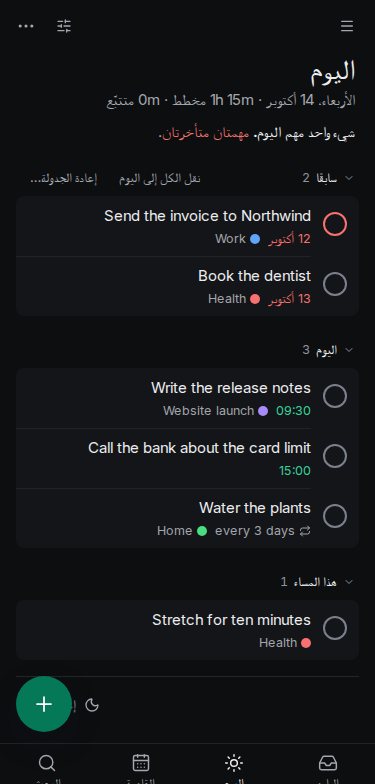 اليوم
الأربعاء، 14 أكتوبر · 1h 15m مخطط · 0m متتبّع
شيء واحد مهم اليوم. مهمتان متأخرتان.
سابقًا 2 نقل الكل إلى اليوم إعادة الجدولة...
Send the invoice to Northwind
12 أكتوبر Work
Book the dentist
13 أكتوبر Health
اليوم 3
Write the release notes
09:30 Website launch
Call the bank about the card limit
15:00
Water the plants
every 3 days Home
هذا المساء 1
Stretch for ten minutes
Health